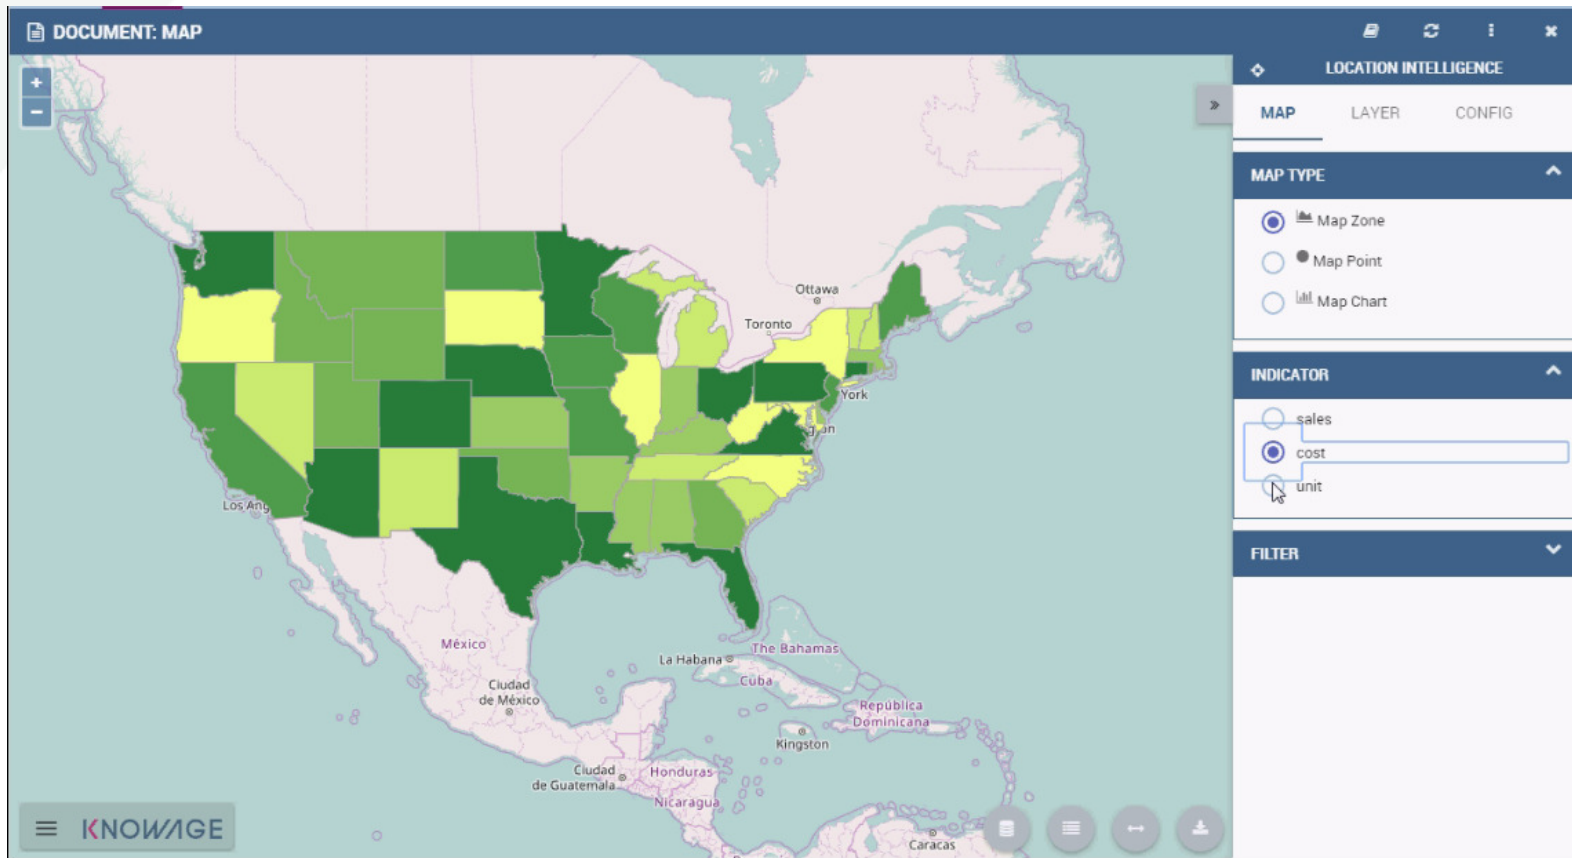 DOCUMENT: MAP
LOCATION INTELLIGENCE
MAP LAYER CONFIG
MAP TYPE
Map Zone
Map Point
Map Chart
INDICATOR
sales
cost
unit
FILTER
+
−
Ottawa
Toronto
York
Los Ang
México
La Habana
The Bahamas
Ciudad
de México
Cuba
República
Dominicana
Kingston
Ciudad
de Guatemala
Honduras
Nicaragua
Caracas
KNOWAGE